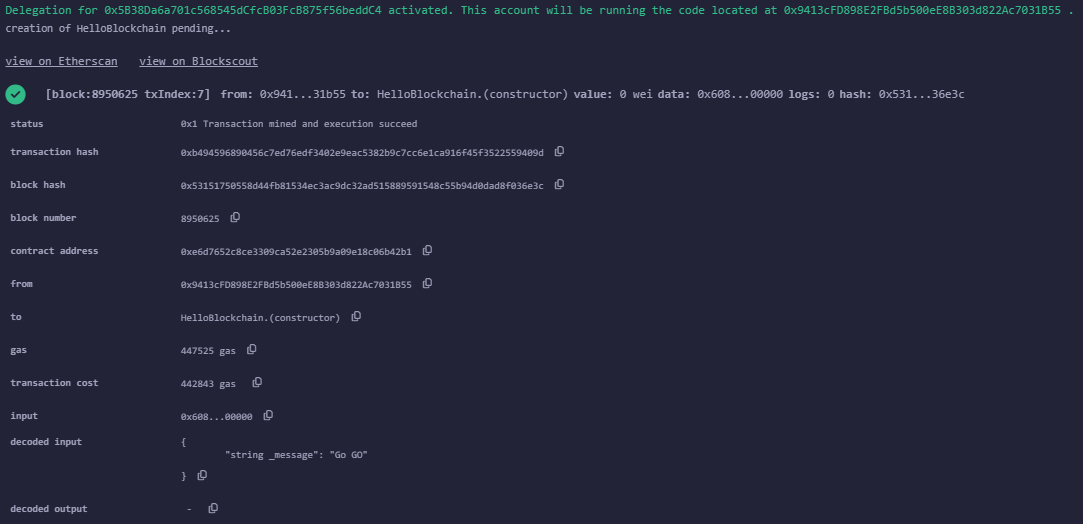 Delegation for 0x5B38Da6a701c568545dCfcB03FcB875f56beddC4 activated. This account will be running the code located at 0x9413cFD898E2FBd5b500eE8B303d822Ac7031B55 .
creation of HelloBlockchain pending...
view on Etherscan view on Blockscout
[block:8950625 txIndex:7] from: 0x941...31b55 to: HelloBlockchain.(constructor) value: 0 wei data: 0x608...00000 logs: 0 hash: 0x531...36e3c
status 0x1 Transaction mined and execution succeed
transaction hash 0xb494596890456c7ed76edf3402e9eac5382b9c7cc6e1ca916f45f3522559409d
block hash 0x53151750558d44fb81534ec3ac9dc32ad515889591548c55b94d0dad8f036e3c
block number 8950625
contract address 0xe6d7652c8ce3309ca52e2305b9a09e18c06b42b1
from 0x9413cFD898E2FBd5b500eE8B303d822Ac7031B55
to HelloBlockchain.(constructor)
gas 447525 gas
transaction cost 442843 gas
input 0x608...00000
decoded input {
"string _message": "Go GO"
}
decoded output -